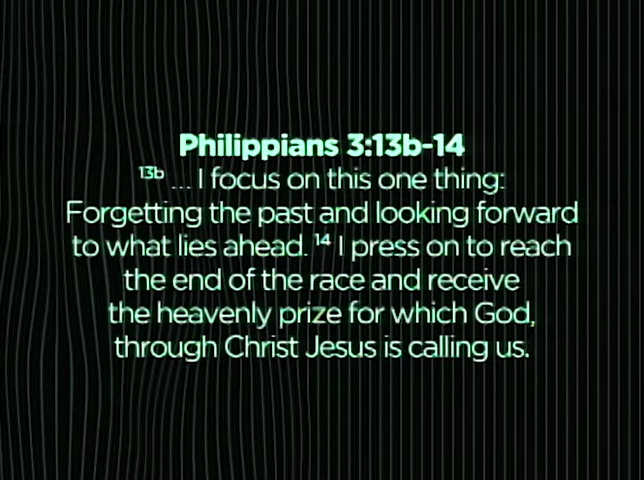 Philippians 3:13b-14
13b ... I focus on this one thing:
Forgetting the past and looking forward
to what lies ahead. 14 I press on to reach
the end of the race and receive
the heavenly prize for which God,
through Christ Jesus is calling us.